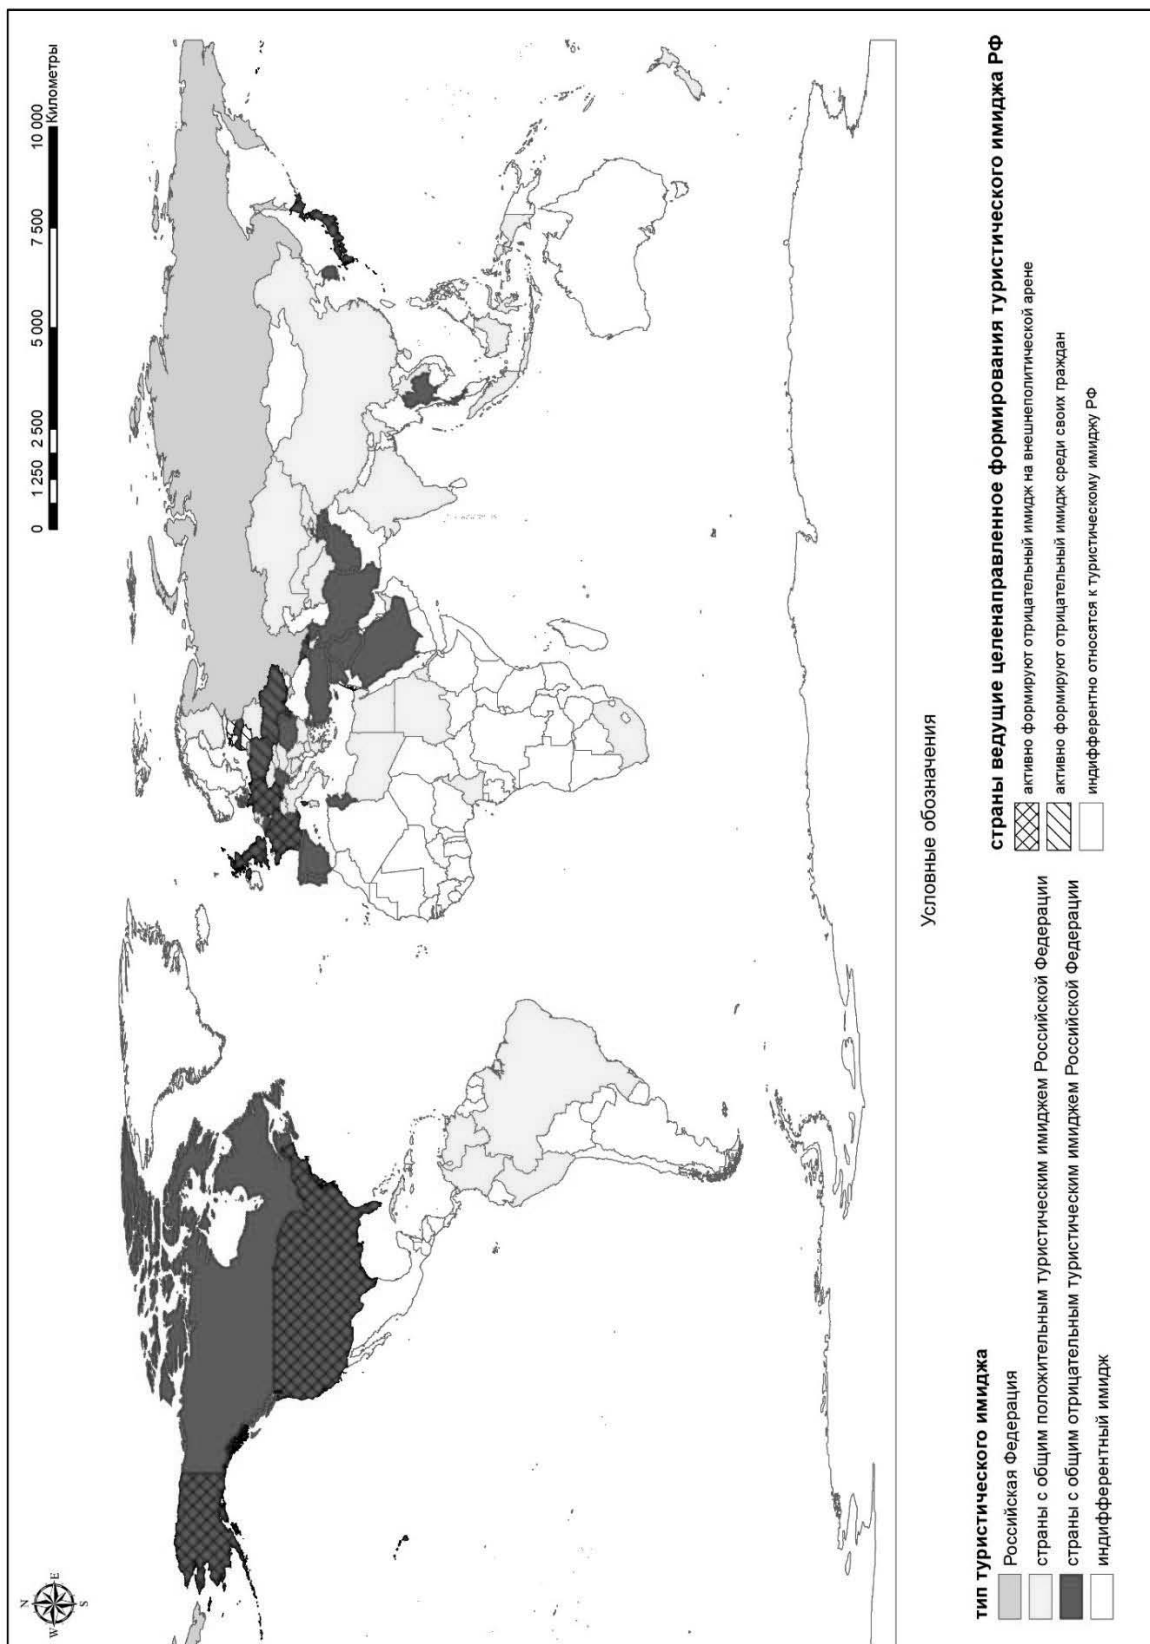 N
W E
S
0 1 250 2 500 5 000 7 500 10 000
Километры
Условные обозначения
тип туристического имиджа
Российская Федерация
страны с общим положительным туристическим имиджем Российской Федерации
страны с общим отрицательным туристическим имиджем Российской Федерации
индифферентный имидж
страны ведущие целенаправленное формирования туристического имиджа РФ
активно формируют отрицательный имидж на внешнеполитической арене
активно формируют отрицательный имидж среди своих граждан
индифферентно относятся к туристическому имиджу РФ